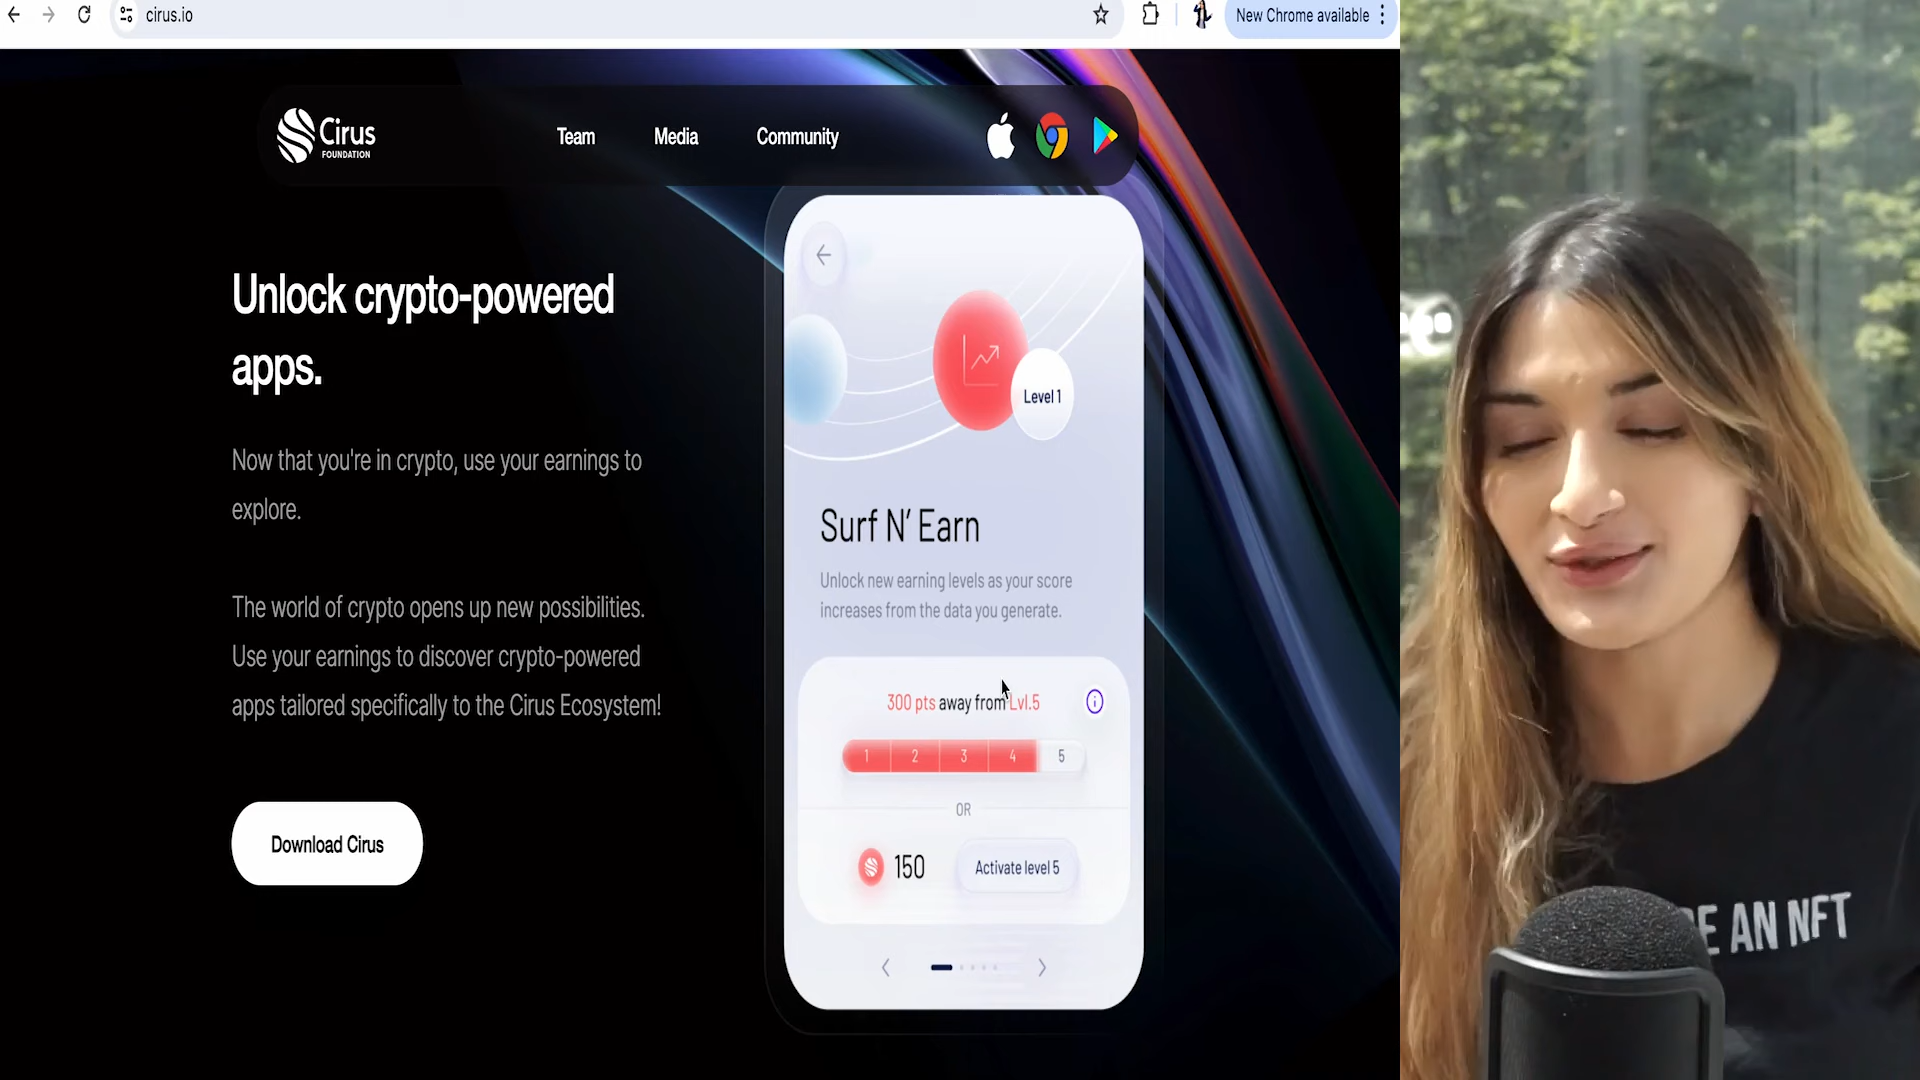 cirus.io
New Chrome available
Cirus
FOUNDATION
Team
Media
Community
Unlock crypto-powered
apps.
Now that you're in crypto, use your earnings to
explore.
The world of crypto opens up new possibilities.
Use your earnings to discover crypto-powered
apps tailored specifically to the Cirus Ecosystem!
Download Cirus
Level 1
Surf N' Earn
Unlock new earning levels as your score
increases from the data you generate.
300 pts away from Lvl.5
1 2 3 4 5
OR
150
Activate level 5
AN NFT